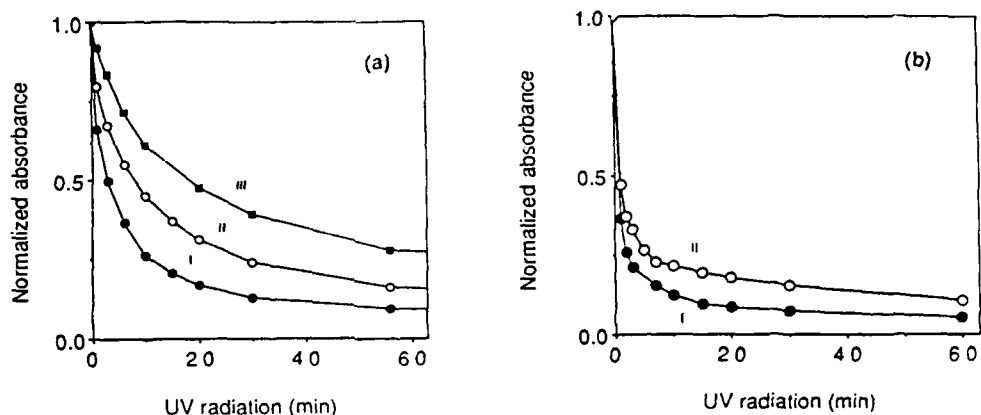 1.0
(a)
Normalized absorbance
0.5
III
II
I
0.0
0 20 40 60
UV radiation (min)
1.0
(b)
Normalized absorbance
0.5
II
I
0.0
0 20 40 60
UV radiation (min)